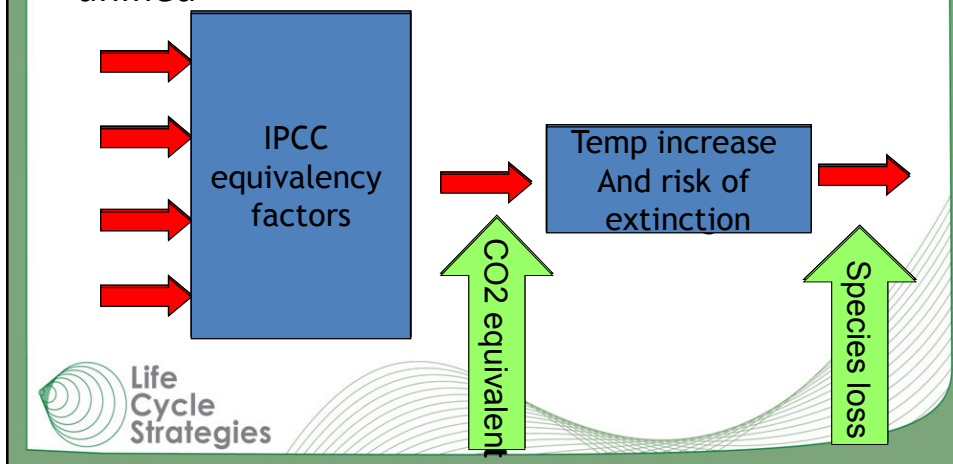 IPCC
equivalency
factors
Temp increase
And risk of
extinction
CO2 equivalent
Species loss
Life
Cycle
Strategies